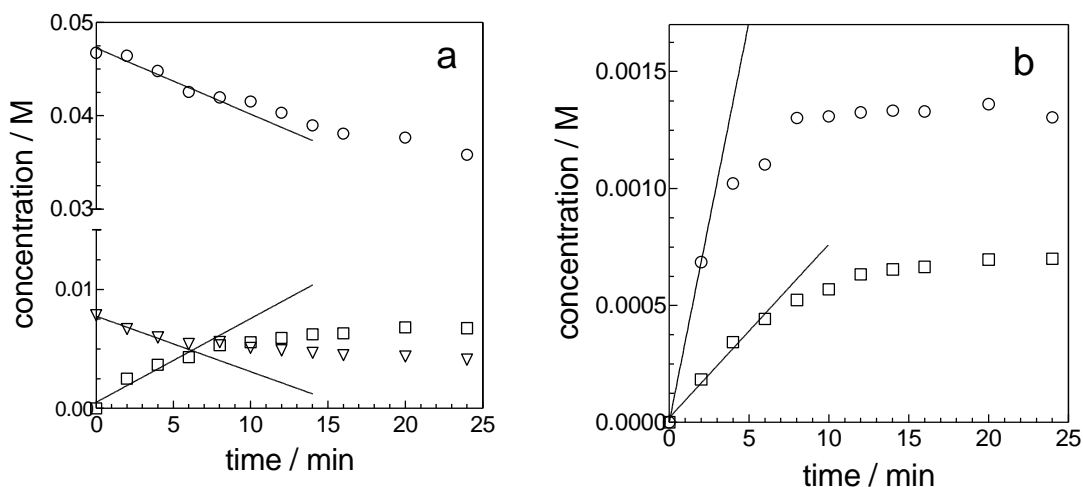 a
0.05
0.04
0.03
0.01
0.00
0 5 10 15 20 25
time / min
concentration / M
b
0.0015
0.0010
0.0005
0.0000
0 5 10 15 20 25
time / min
concentration / M